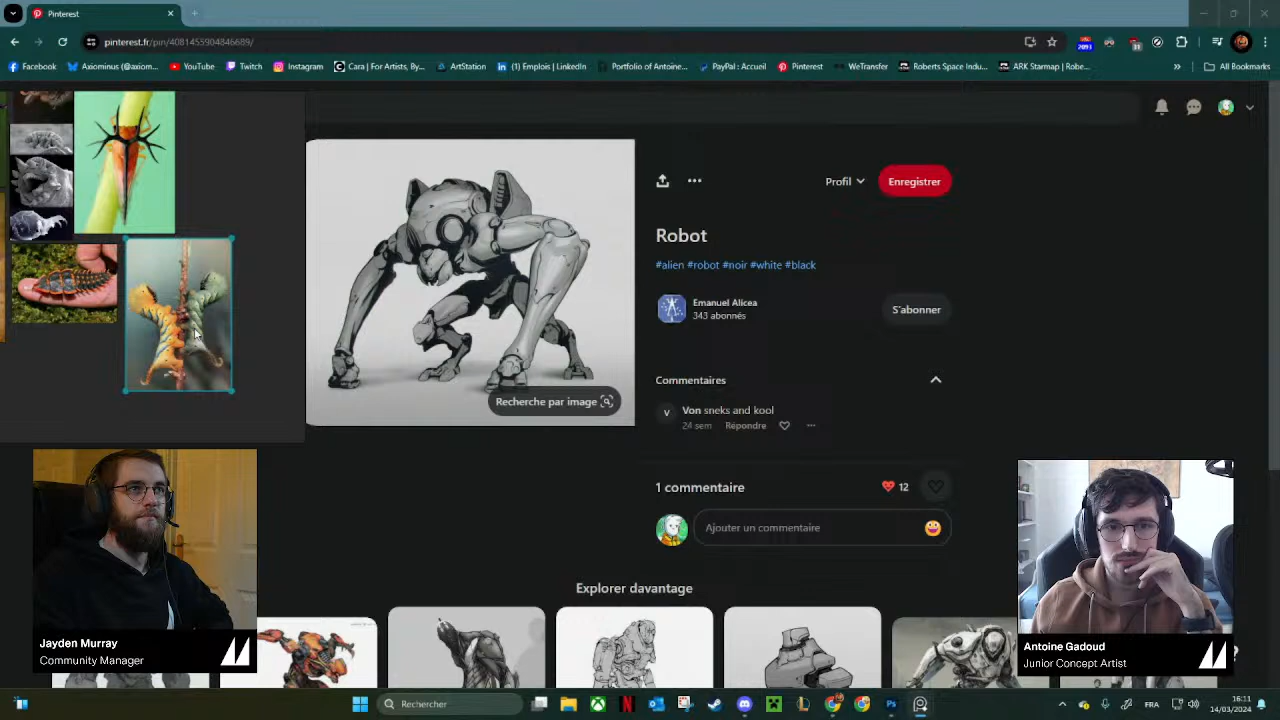 Pinterest
pinterest.fr/pin/4081455904846689/
Facebook
Axiominus (@axiom...
YouTube
Twitch
Instagram
Cara | For Artists, By...
ArtStation
(1) Emplois | LinkedIn
Portfolio of Antoine...
PayPal : Accueil
Pinterest
WeTransfer
Roberts Space Indu...
ARK Starmap | Robe...
All Bookmarks
Profil
Enregistrer
Robot
#alien #robot #noir #white #black
Emanuel Alicea
343 abonnés
S'abonner
Recherche par image
Commentaires
V
Von sneks and kool
24 sem Répondre
1 commentaire
12
Ajouter un commentaire
Explorer davantage
Jayden Murray
Community Manager
Antoine Gadoud
Junior Concept Artist
Rechercher
FRA
16:11
14/03/2024